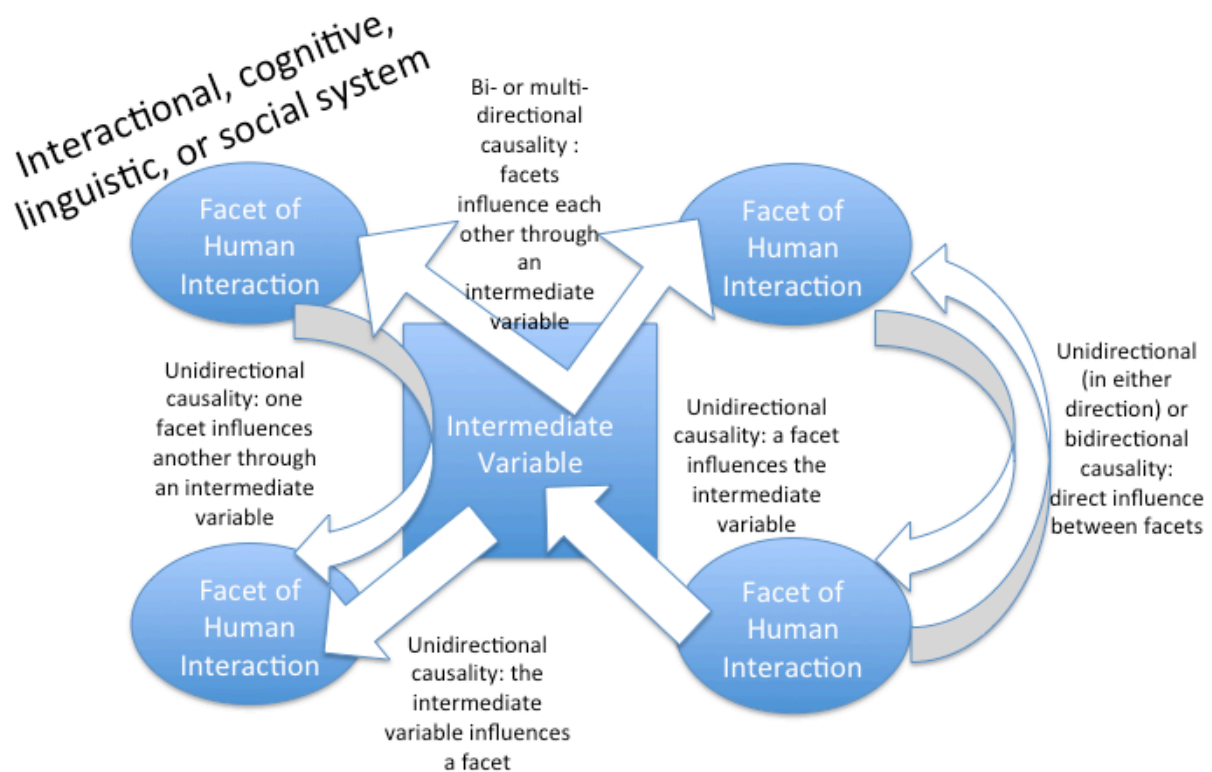 Interactional, cognitive,
linguistic, or social system
Bi- or multi-
directional
causality :
facets
influence each
other through
an
intermediate
variable
Facet of
Human
Interaction
Facet of
Human
Interaction
Unidirectional
causality: one
facet influences
another through
an intermediate
variable
Intermediate
Variable
Unidirectional
causality: a facet
influences the
intermediate
variable
Unidirectional
(in either
direction) or
bidirectional
causality:
direct influence
between facets
Facet of
Human
Interaction
Unidirectional
causality: the
intermediate
variable influences
a facet
Facet of
Human
Interaction